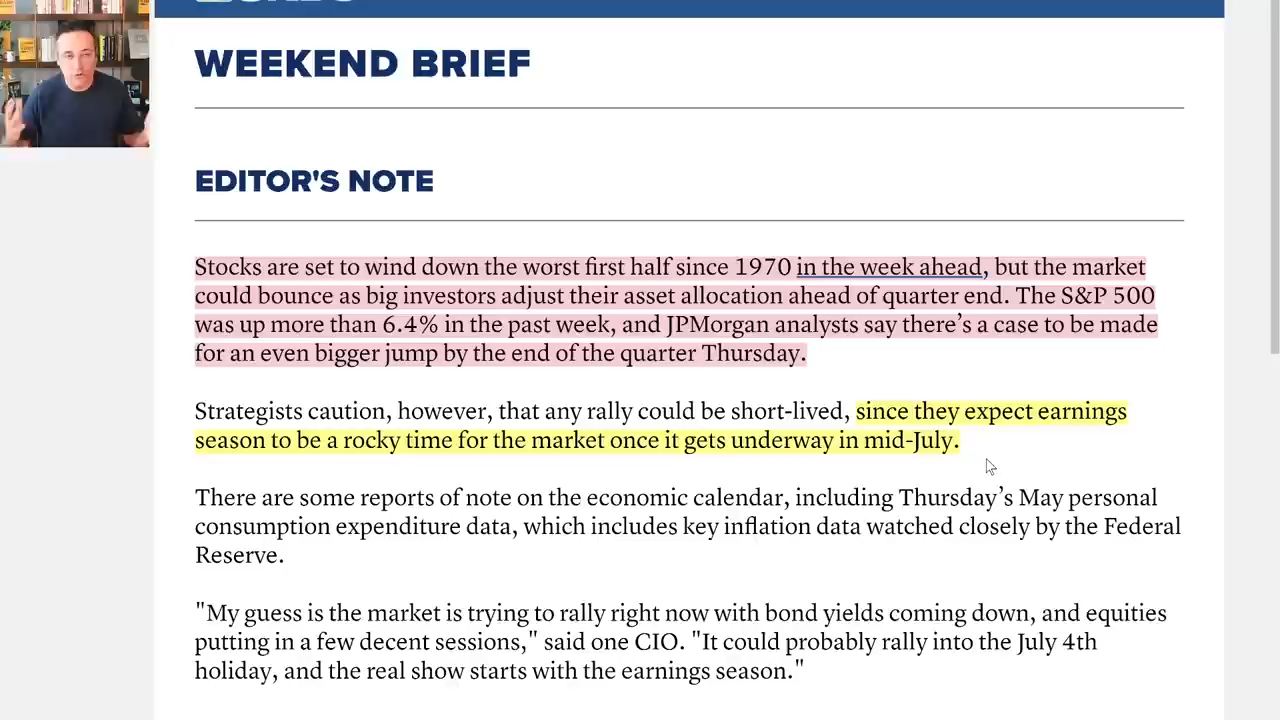 WEEKEND BRIEF
EDITOR'S NOTE
Stocks are set to wind down the worst first half since 1970 in the week ahead, but the market
could bounce as big investors adjust their asset allocation ahead of quarter end. The S&P 500
was up more than 6.4% in the past week, and JPMorgan analysts say there’s a case to be made
for an even bigger jump by the end of the quarter Thursday.
Strategists caution, however, that any rally could be short-lived, since they expect earnings
season to be a rocky time for the market once it gets underway in mid-July.
There are some reports of note on the economic calendar, including Thursday’s May personal
consumption expenditure data, which includes key inflation data watched closely by the Federal
Reserve.
"My guess is the market is trying to rally right now with bond yields coming down, and equities
putting in a few decent sessions," said one CIO. "It could probably rally into the July 4th
holiday, and the real show starts with the earnings season."